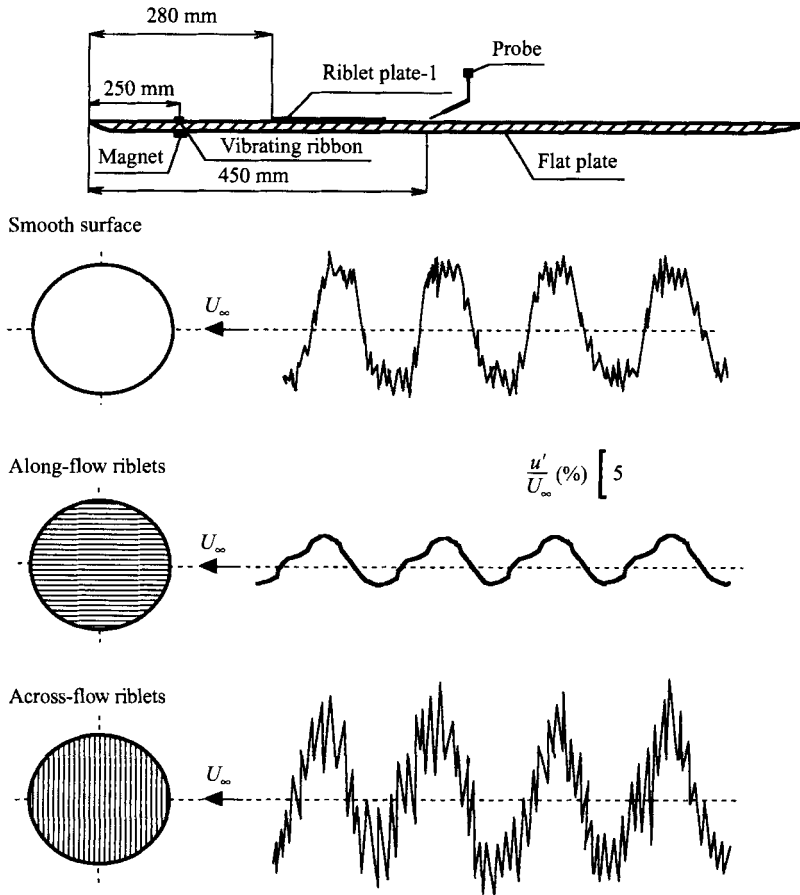 280 mm
Probe
Riblet plate-1
250 mm
Magnet
Vibrating ribbon
Flat plate
450 mm
Smooth surface
U∞
Along-flow riblets
u'/U∞ (%) [ 5
U∞
Across-flow riblets
U∞